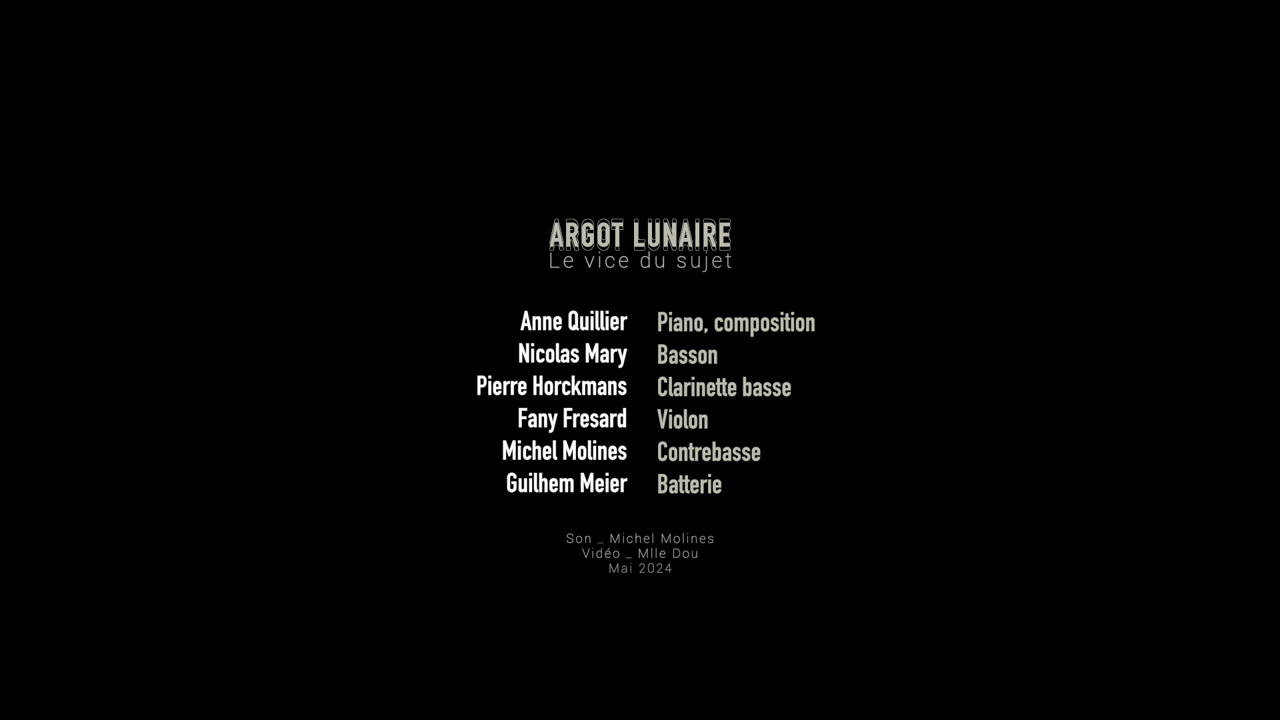 ARGOT LUNAIRE
Le vice du sujet
Anne Quillier Piano, composition
Nicolas Mary Basson
Pierre Horckmans Clarinette basse
Fany Fresard Violon
Michel Molines Contrebasse
Guilhem Meier Batterie
Son _ Michel Molines
Vidéo _ Mlle Dou
Mai 2024